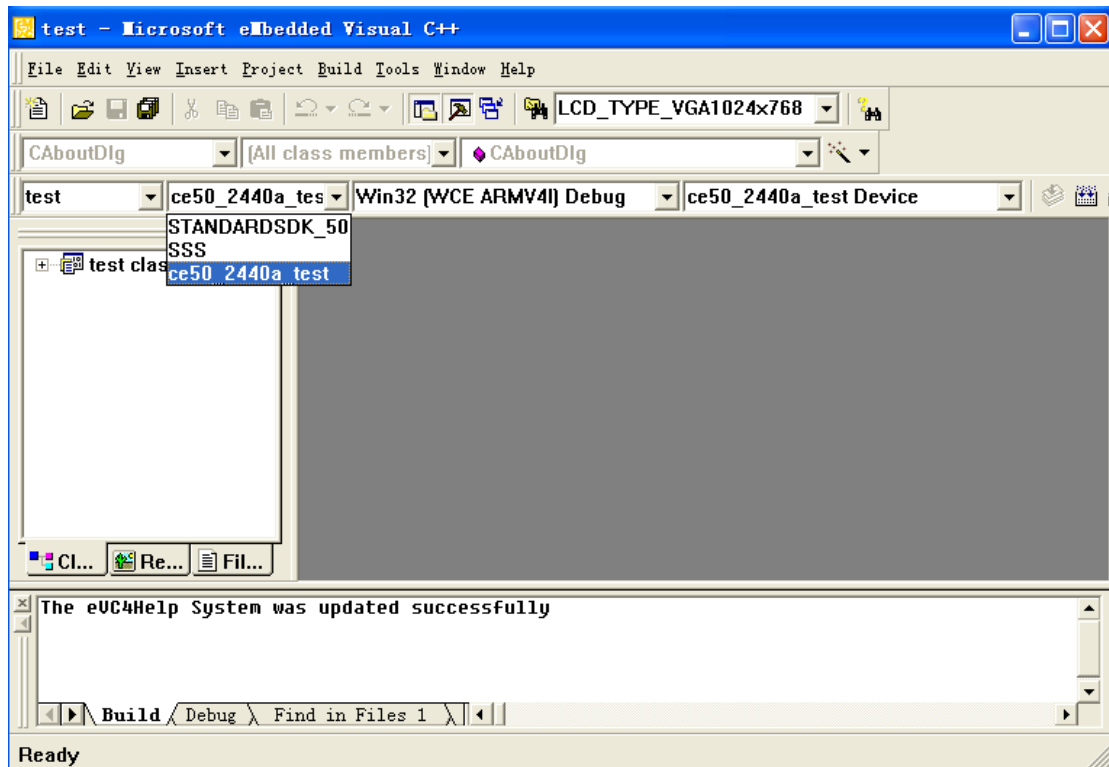 test - Microsoft eMbedded Visual C++
File Edit View Insert Project Build Tools Window Help
LCD_TYPE_VGA1024x768
CAboutDlg [All class members] CAboutDlg
test ce50_2440a_tes Win32 (WCE ARMV4I) Debug ce50_2440a_test Device
STANDARDSDK_50
SSS
ce50_2440a_test
test clas
Cl... Re... Fil...
The eVC4Help System was updated successfully
Build Debug Find in Files 1
Ready